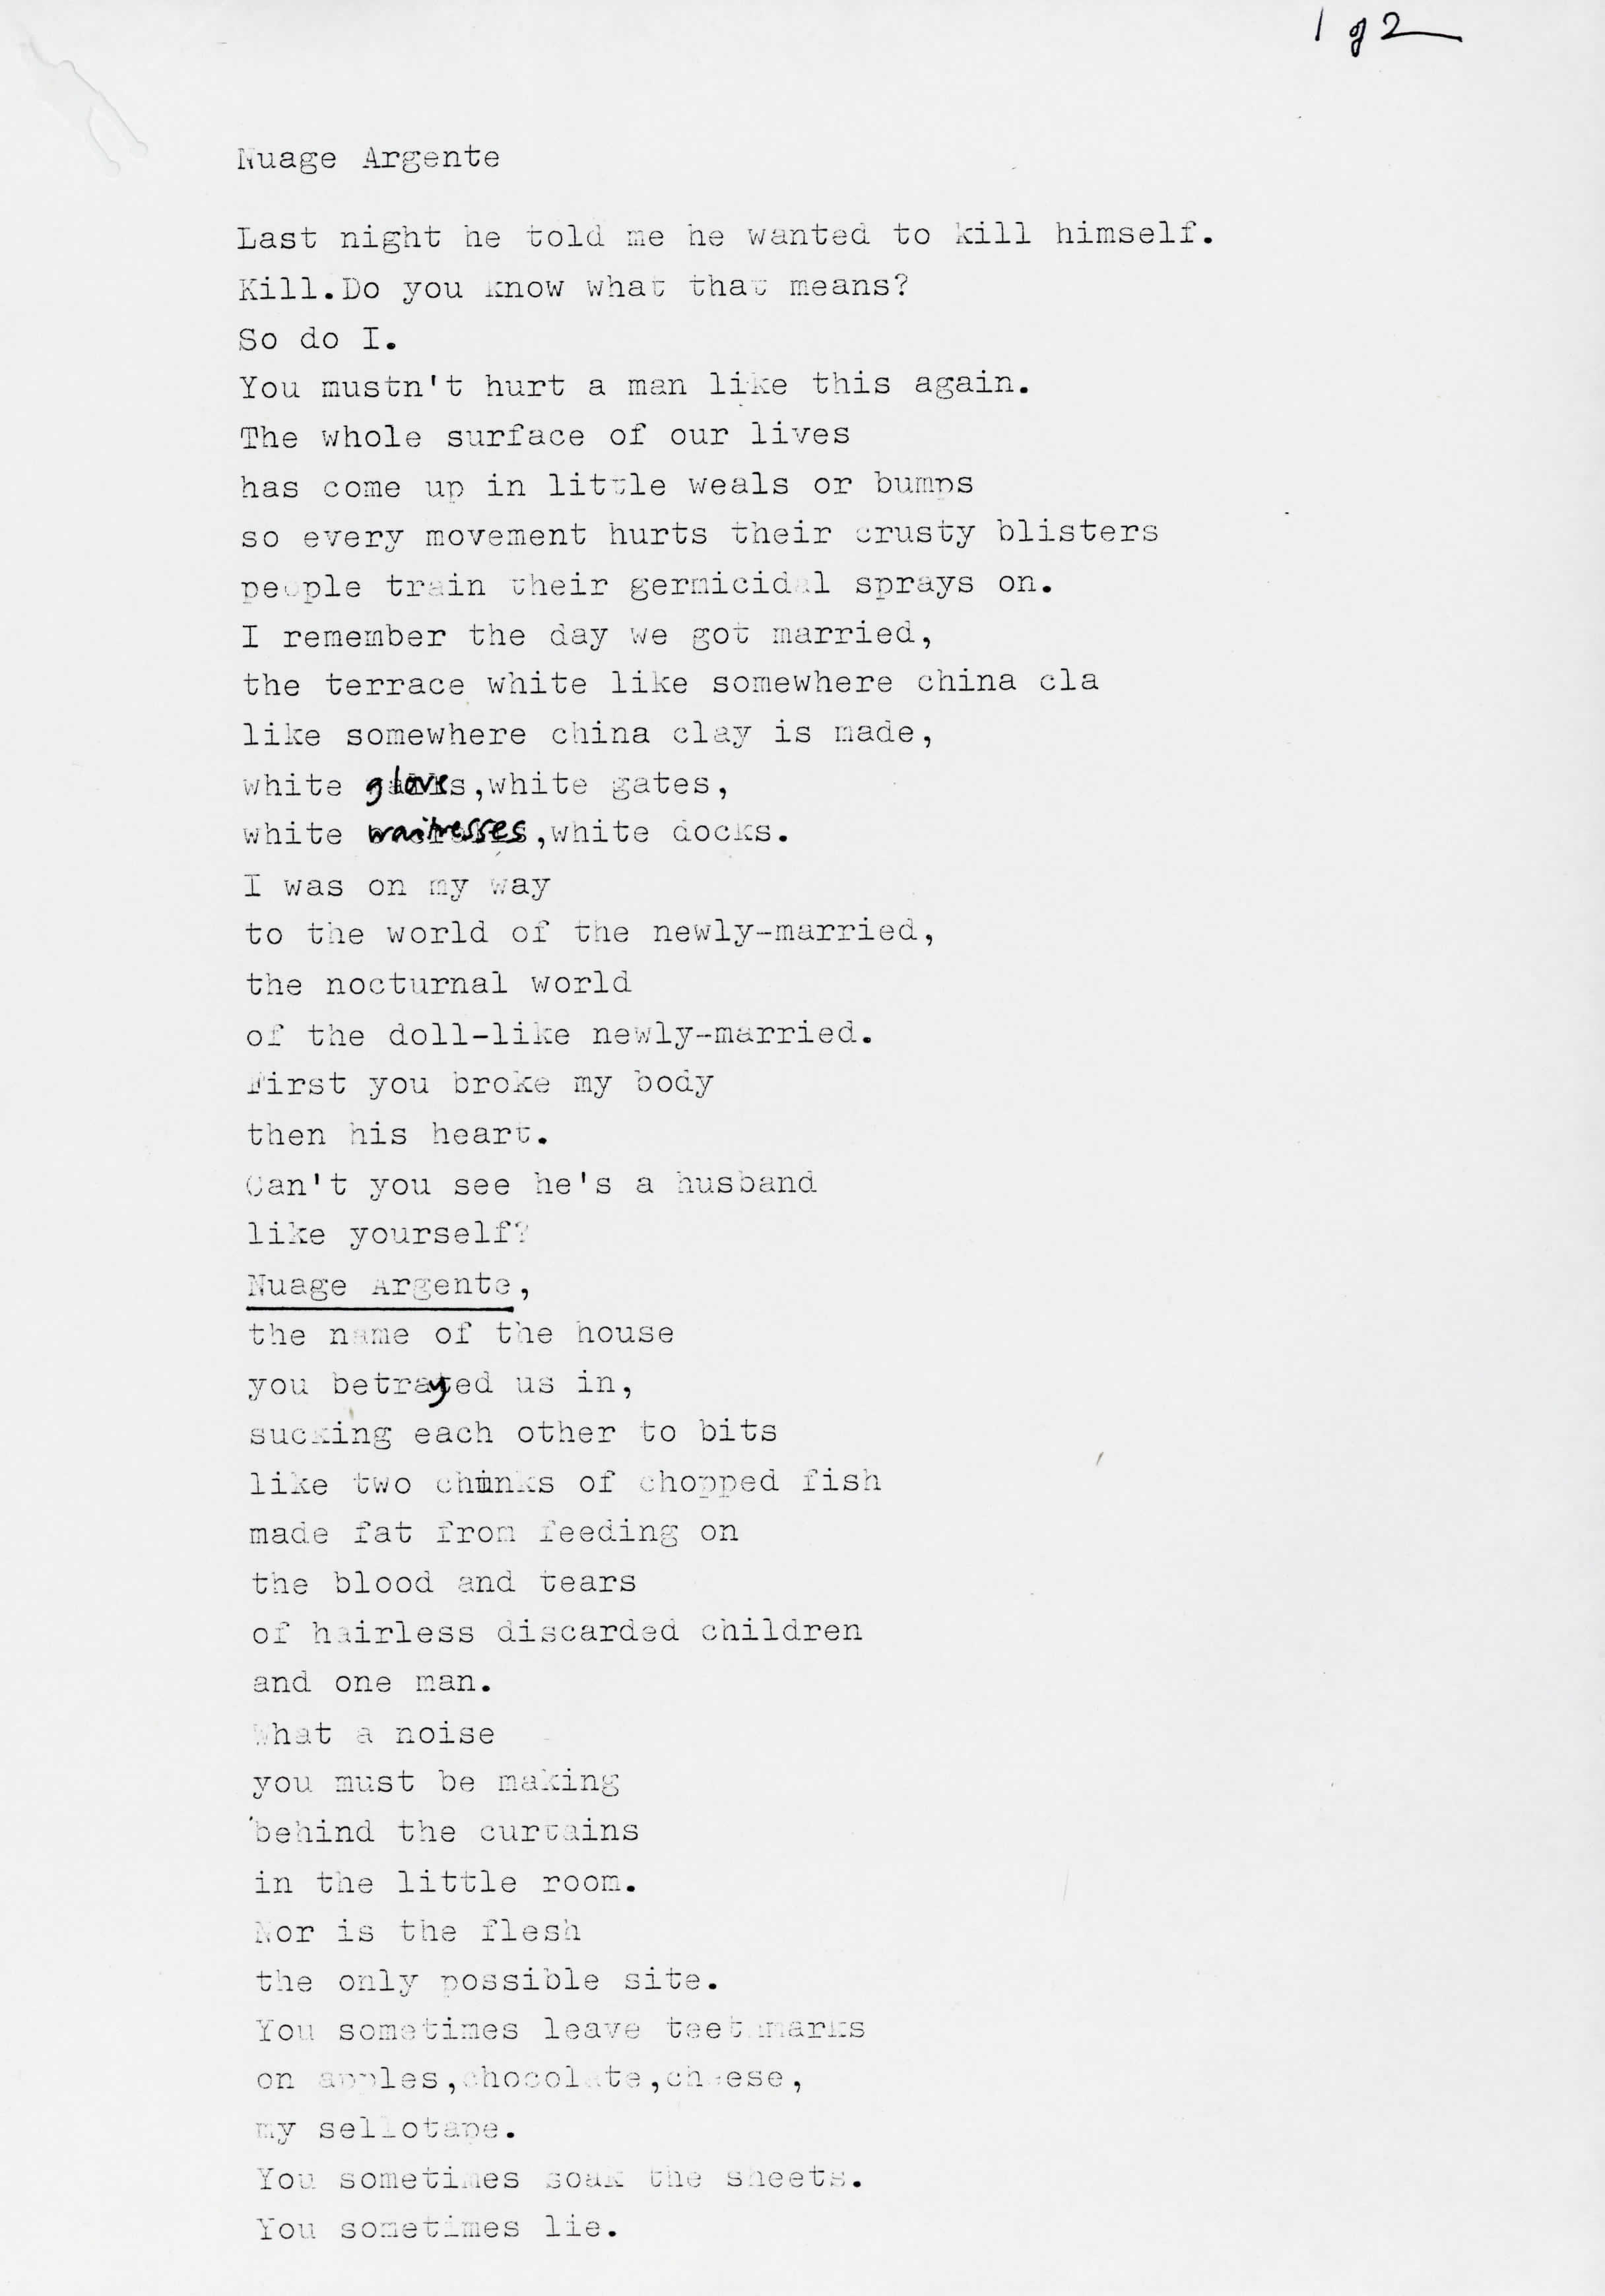 1 of 2
Nuage Argente
Last night he told me he wanted to kill himself.
Kill.Do you know what that means?
So do I.
You mustn't hurt a man like this again.
The whole surface of our lives
has come up in little weals or bumps
so every movement hurts their crusty blisters
people train their germicidal sprays on.
I remember the day we got married,
the terrace white like somewhere china cla
like somewhere china clay is made,
white gloves,white gates,
white waitresses,white docks.
I was on my way
to the world of the newly-married,
the nocturnal world
of the doll-like newly-married.
First you broke my body
then his heart.
Can't you see he's a husband
like yourself?
Nuage Argente,
the name of the house
you betrayed us in,
sucking each other to bits
like two chunks of chopped fish
made fat from feeding on
the blood and tears
of hairless discarded children
and one man.
What a noise
you must be making
behind the curtains
in the little room.
Nor is the flesh
the only possible site.
You sometimes leave teethmarks
on apples,chocolate,cheese,
my sellotape.
You sometimes soak the sheets.
You sometimes lie.